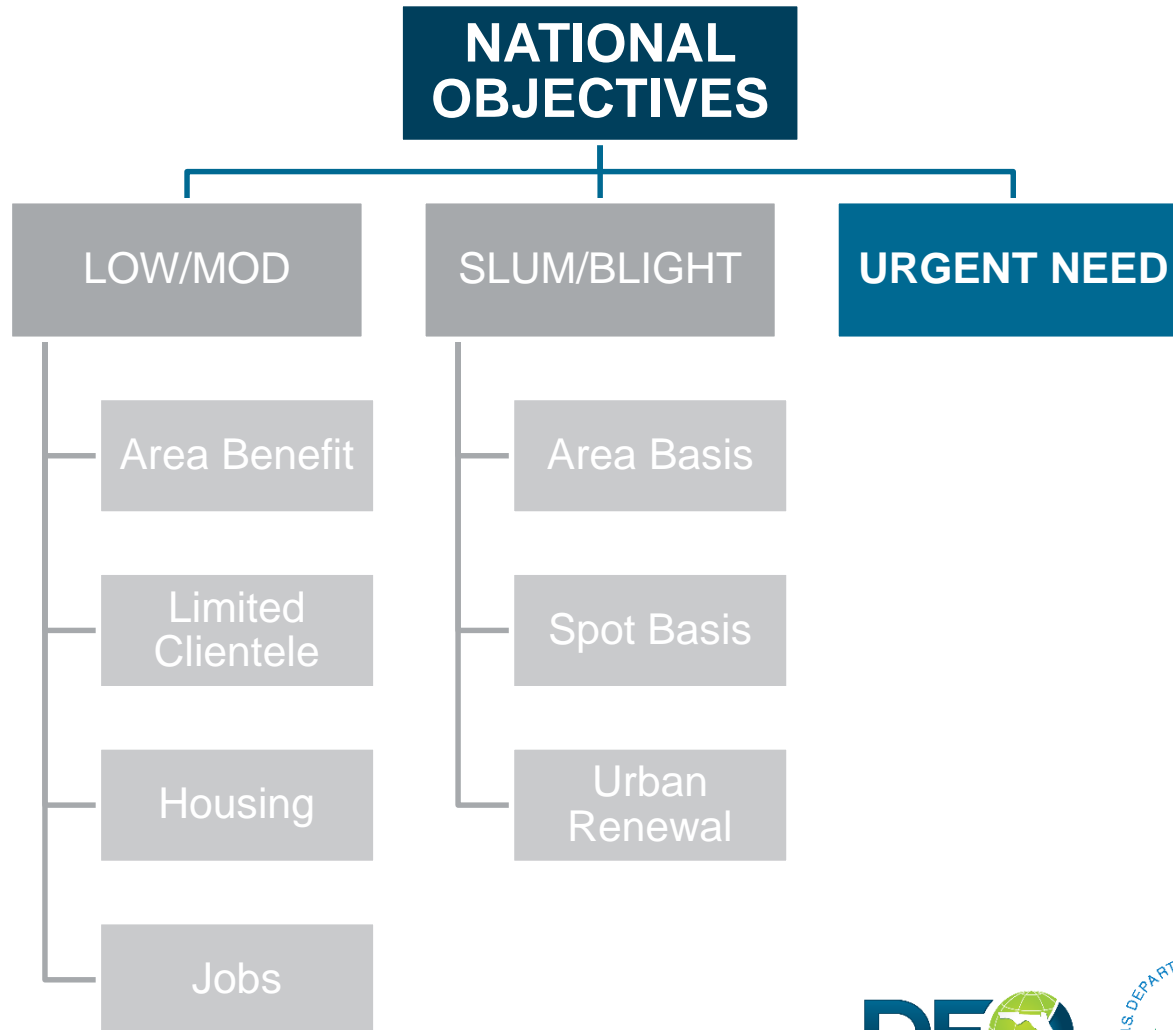 NATIONAL
OBJECTIVES
LOW/MOD
SLUM/BLIGHT
URGENT NEED
Area Benefit
Area Basis
Limited
Clientele
Spot Basis
Housing
Urban
Renewal
Jobs